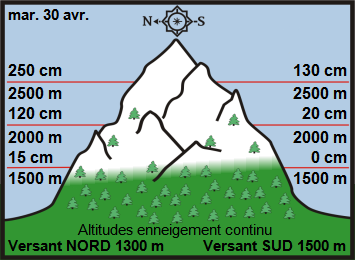 mar. 30 avr.
N S
250 cm 130 cm
2500 m 2500 m
120 cm 20 cm
2000 m 2000 m
15 cm 0 cm
1500 m 1500 m
Altitudes enneigement continu
Versant NORD 1300 m Versant SUD 1500 m